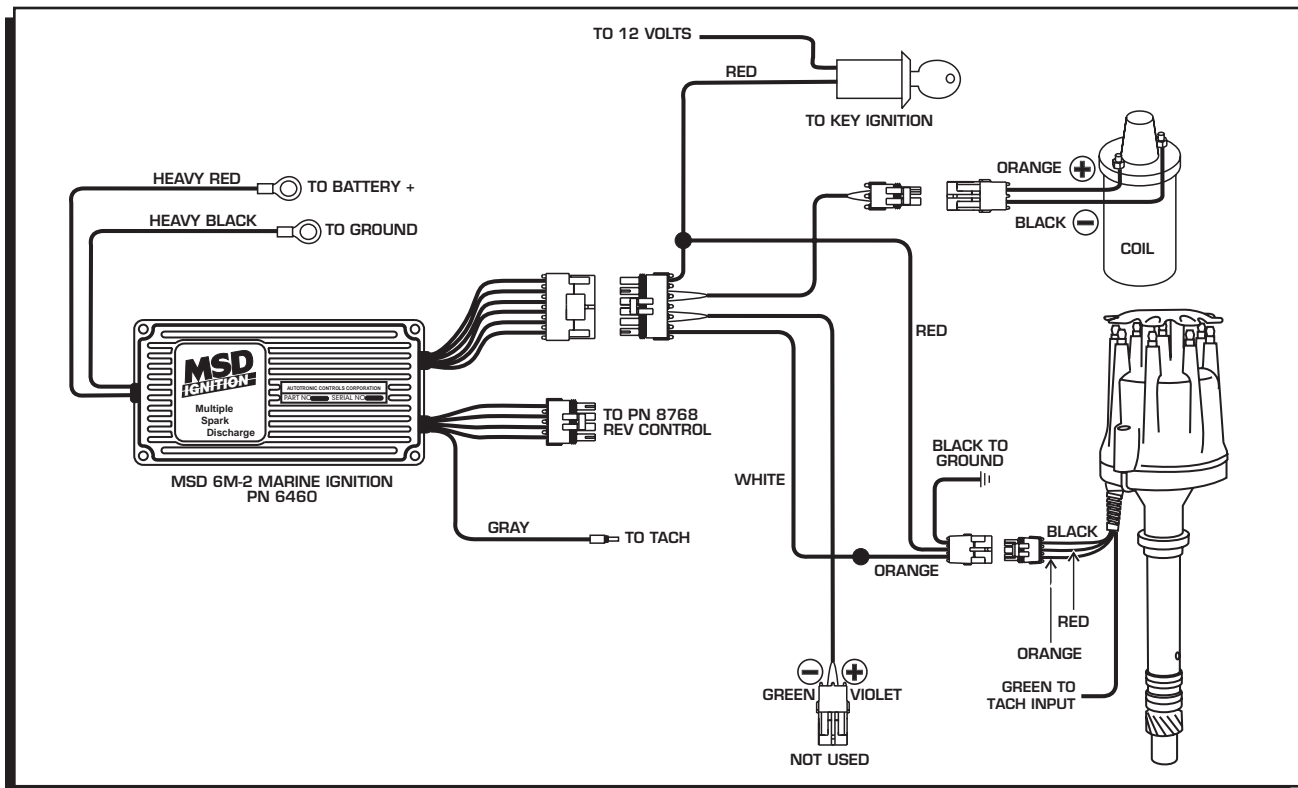 TO 12 VOLTS
RED
TO KEY IGNITION
HEAVY RED
TO BATTERY +
HEAVY BLACK
TO GROUND
ORANGE +
BLACK −
COIL
RED
MSD
IGNITION
Multiple
Spark
Discharge
AUTOTRONIC CONTROLS CORPORATION
PART NO
SERIAL NO
MSD 6M-2 MARINE IGNITION
PN 6460
TO PN 8768
REV CONTROL
GRAY
TO TACH
WHITE
BLACK TO
GROUND
BLACK
ORANGE
RED
ORANGE
GREEN TO
TACH INPUT
− +
GREEN VIOLET
NOT USED